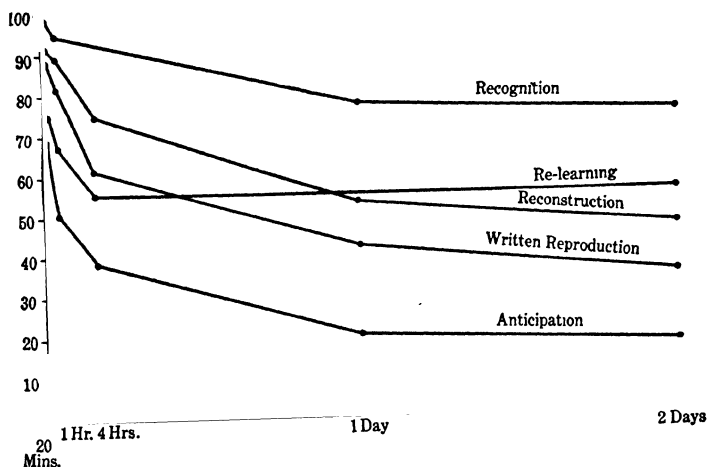 100
90
80
70
60
50
40
30
20
10
Recognition
Re-learning
Reconstruction
Written Reproduction
Anticipation
20
Mins.
1 Hr. 4 Hrs.
1 Day
2 Days